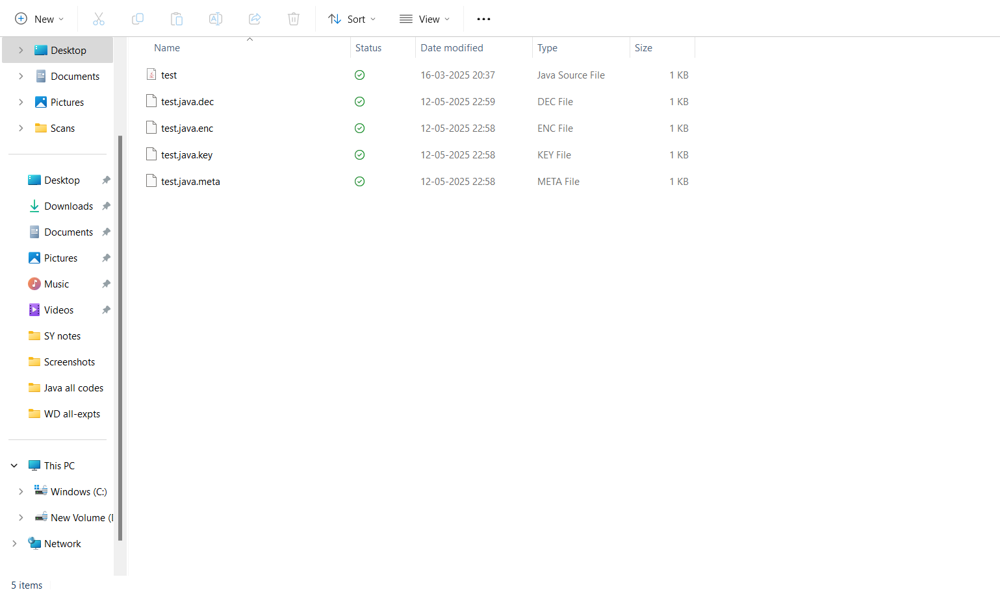 New Sort View
Name Status Date modified Type Size
test 16-03-2025 20:37 Java Source File 1 KB
test.java.dec 12-05-2025 22:59 DEC File 1 KB
test.java.enc 12-05-2025 22:58 ENC File 1 KB
test.java.key 12-05-2025 22:58 KEY File 1 KB
test.java.meta 12-05-2025 22:58 META File 1 KB
Desktop
Documents
Pictures
Scans
Desktop
Downloads
Documents
Pictures
Music
Videos
SY notes
Screenshots
Java all codes
WD all-expts
This PC
Windows (C:)
New Volume (
Network
5 items